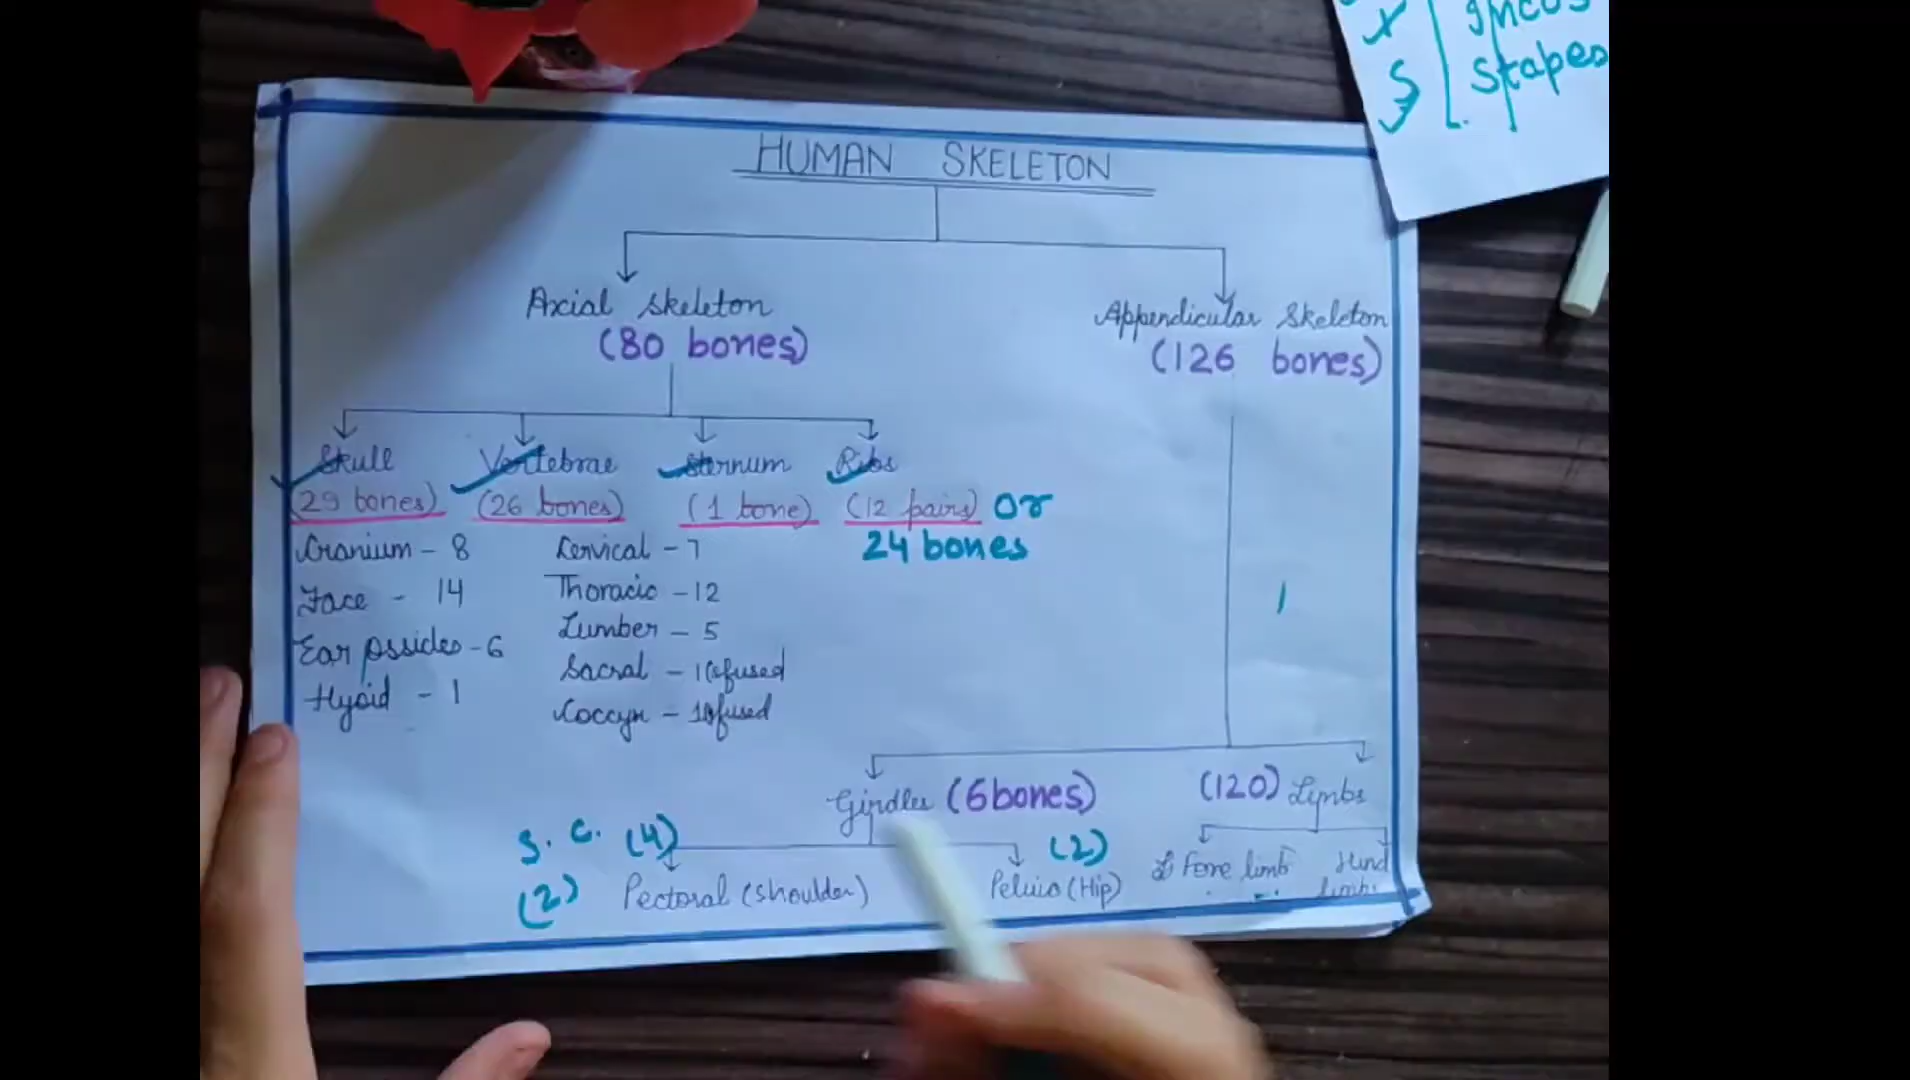 Incus
S Stapes
HUMAN SKELETON
Axial skeleton
(80 bones)
Appendicular Skeleton
(126 bones)
Skull
(29 bones)
Cranium - 8
Face - 14
Ear ossicles - 6
Hyoid - 1
Vertebrae
(26 bones)
Cervical - 7
Thoracic - 12
Lumber - 5
Sacral - 1 fused
Coccyx - 1 fused
Sternum
(1 bone)
Ribs
(12 pairs) Or
24 bones
Girdles (6 bones)
S. C. (4)
(2) Pectoral (shoulder)
(2)
Pelvic (Hip)
(120) Limbs
Fore limb
Hind
limbs